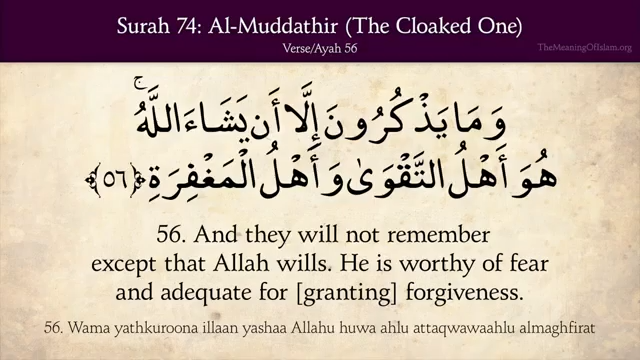 Surah 74: Al-Muddathir (The Cloaked One)
Verse/Ayah 56
TheMeaningOfIslam.org
وَمَا يَذْكُرُونَ إِلَّا أَن يَشَاءَ اللَّهُ ۚ
هُوَ أَهْلُ التَّقْوَىٰ وَأَهْلُ الْمَغْفِرَةِ ﴿٥٦﴾
56. And they will not remember
except that Allah wills. He is worthy of fear
and adequate for [granting] forgiveness.
56. Wama yathkuroona illaan yashaa Allahu huwa ahlu attaqwawaahlu almaghfirat